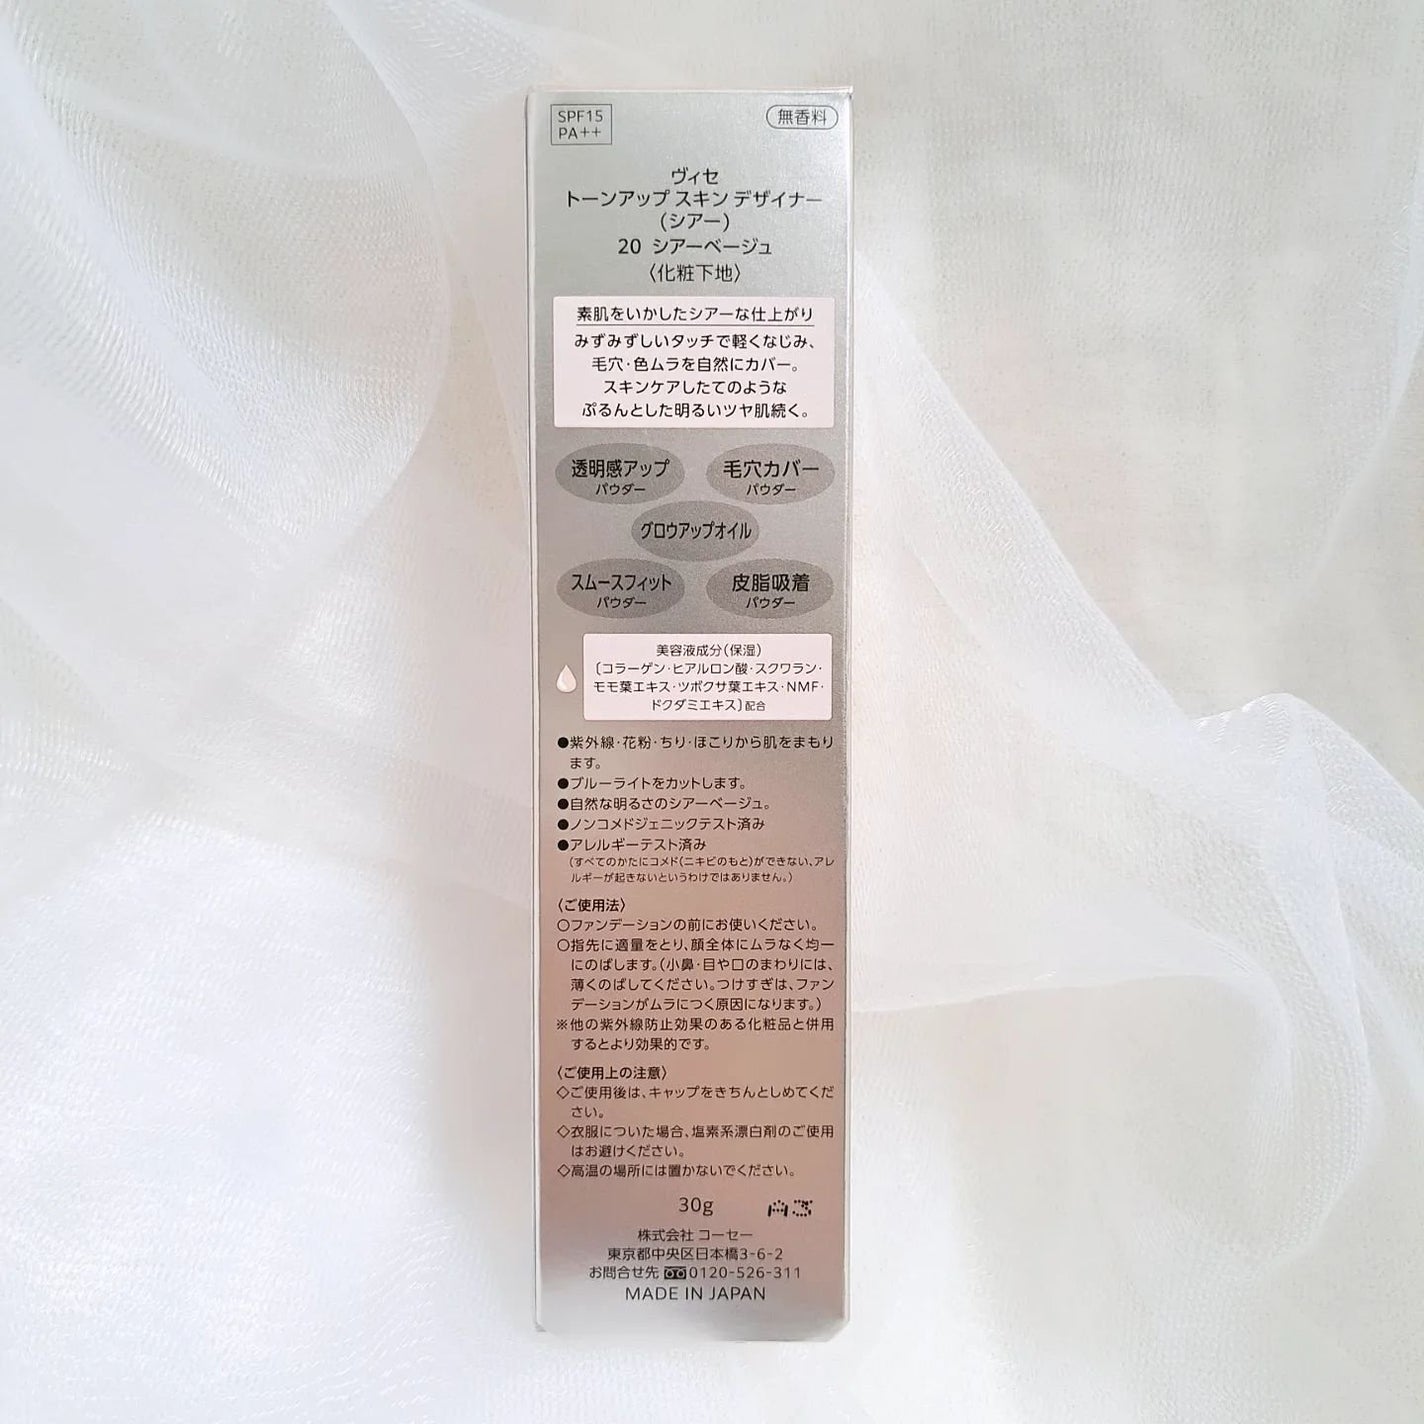 SPF15
PA++
無香料
ヴィセ
トーンアップ スキン デザイナー
(シアー)
20 シアーベージュ
〈化粧下地〉
素肌をいかしたシアーな仕上がり
みずみずしいタッチで軽くなじみ、
毛穴・色ムラを自然にカバー。
スキンケアしたてのような
ぷるんとした明るいツヤ肌続く。
透明感アップ
パウダー
毛穴カバー
パウダー
グロウアップオイル
スムースフィット
パウダー
皮脂吸着
パウダー
美容液成分(保湿)
〔コラーゲン・ヒアルロン酸・スクワラン・
モモ葉エキス・ツボクサ葉エキス・NMF・
ドクダミエキス〕配合
●紫外線・花粉・ちり・ほこりから肌をまもり
ます。
●ブルーライトをカットします。
●自然な明るさのシアーベージュ。
●ノンコメドジェニックテスト済み
●アレルギーテスト済み
(すべてのかたにコメド(ニキビのもと)ができない、アレ
ルギーが起きないというわけではありません。)
〈ご使用法〉
○ファンデーションの前にお使いください。
○指先に適量をとり、顔全体にムラなく均一
にのばします。(小鼻・目や口のまわりには、
薄くのばしてください。つけすぎは、ファン
デーションがムラにつく原因になります。)
※他の紫外線防止効果のある化粧品と併用
するとより効果的です。
〈ご使用上の注意〉
◇ご使用後は、キャップをきちんとしめてくだ
さい。
◇衣服についた場合、塩素系漂白剤のご使用
はお避けください。
◇高温の場所には置かないでください。
30g
A3
株式会社 コーセー
東京都中央区日本橋3-6-2
お問合せ先 0120-526-311
MADE IN JAPAN